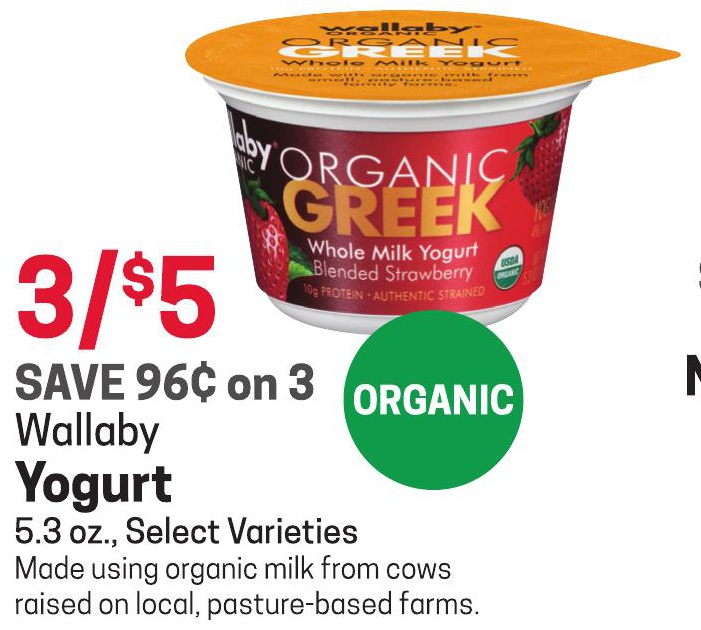 wallaby
ORGANIC
ORGANIC
GREEK
Whole Milk Yogurt
Made with organic milk from
small, pasture-based
family farms.
ORGANIC
GREEK
Whole Milk Yogurt
Blended Strawberry
USDA
ORGANIC
10g PROTEIN · AUTHENTIC STRAINED
3/$5
SAVE 96¢ on 3
ORGANIC
Wallaby
Yogurt
5.3 oz., Select Varieties
Made using organic milk from cows
raised on local, pasture-based farms.